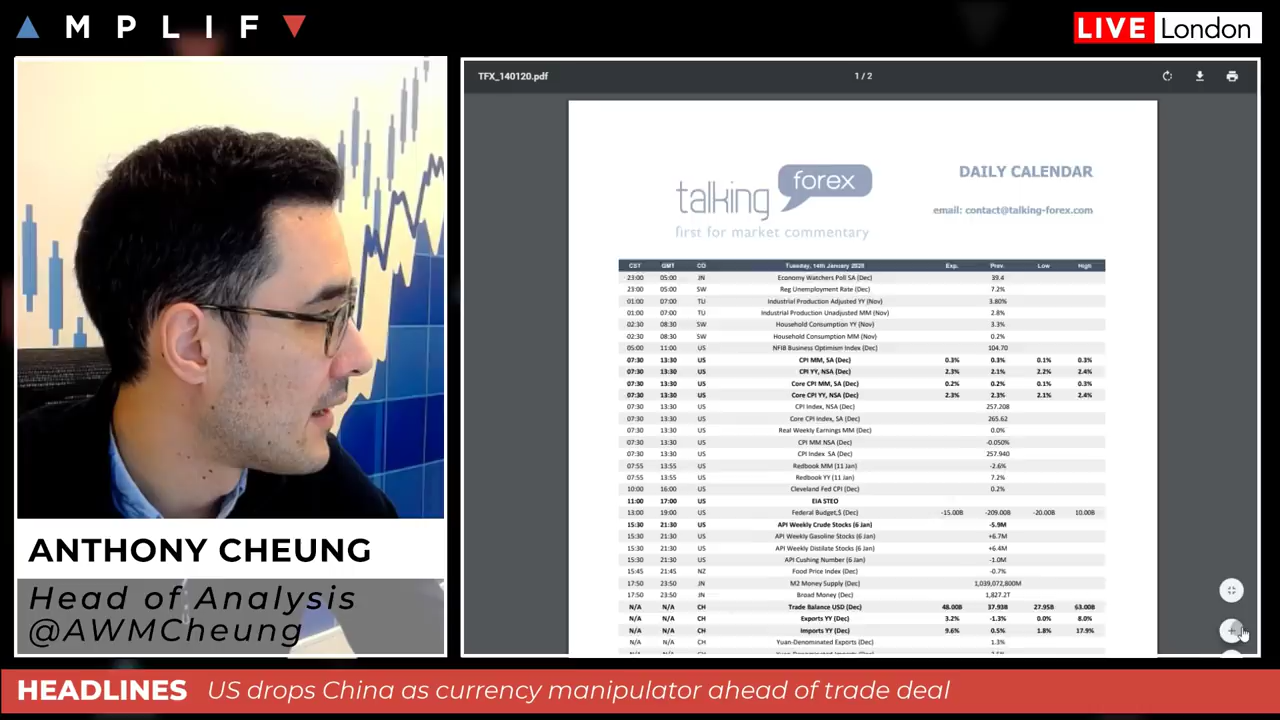 AMPLIFY
LIVE London
TFX_140120.pdf
1 / 2
talking forex
first for market commentary
DAILY CALENDAR
email: contact@talking-forex.com
CST GMT CO Tuesday, 14th January 2020 Exp. Prev. Low High
23:00 05:00 JN Economy Watchers Poll SA (Dec) 39.4
23:00 05:00 SW Reg Unemployment Rate (Dec) 7.2%
01:00 07:00 TU Industrial Production Adjusted YY (Nov) 3.80%
01:00 07:00 TU Industrial Production Unadjusted MM (Nov) 2.8%
02:30 08:30 SW Household Consumption YY (Nov) 3.3%
02:30 08:30 SW Household Consumption MM (Nov) 0.2%
05:00 11:00 US NFIB Business Optimism Index (Dec) 104.70
07:30 13:30 US CPI MM, SA (Dec) 0.3% 0.3% 0.1% 0.3%
07:30 13:30 US CPI YY, NSA (Dec) 2.3% 2.1% 2.2% 2.4%
07:30 13:30 US Core CPI MM, SA (Dec) 0.2% 0.2% 0.1% 0.3%
07:30 13:30 US Core CPI YY, NSA (Dec) 2.3% 2.3% 2.1% 2.4%
07:30 13:30 US CPI Index, NSA (Dec) 257.208
07:30 13:30 US Core CPI Index, SA (Dec) 265.62
07:30 13:30 US Real Weekly Earnings MM (Dec) 0.0%
07:30 13:30 US CPI MM NSA (Dec) -0.050%
07:30 13:30 US CPI Index SA (Dec) 257.940
07:55 13:55 US Redbook MM (11 Jan) -2.6%
07:55 13:55 US Redbook YY (11 Jan) 7.2%
10:00 16:00 US Cleveland Fed CPI (Dec) 0.2%
11:00 17:00 US EIA STEO
13:00 19:00 US Federal Budget,$ (Dec) -15.00B -209.00B -20.00B 10.00B
15:30 21:30 US API Weekly Crude Stocks (6 Jan) -5.9M
15:30 21:30 US API Weekly Gasoline Stocks (6 Jan) +6.7M
15:30 21:30 US API Weekly Distilate Stocks (6 Jan) +6.4M
15:30 21:30 US API Cushing Number (6 Jan) -1.0M
15:45 21:45 NZ Food Price Index (Dec) -0.7%
17:50 23:50 JN M2 Money Supply (Dec) 1,039,072,800M
17:50 23:50 JN Broad Money (Dec) 1,827.2T
N/A N/A CH Trade Balance USD (Dec) 48.00B 37.93B 27.95B 63.00B
N/A N/A CH Exports YY (Dec) 3.2% -1.3% 0.0% 8.0%
N/A N/A CH Imports YY (Dec) 9.6% 0.5% 1.8% 17.9%
N/A N/A CH Yuan-Denominated Exports (Dec) 1.3%
ANTHONY CHEUNG
Head of Analysis
@AWMCheung
HEADLINES US drops China as currency manipulator ahead of trade deal